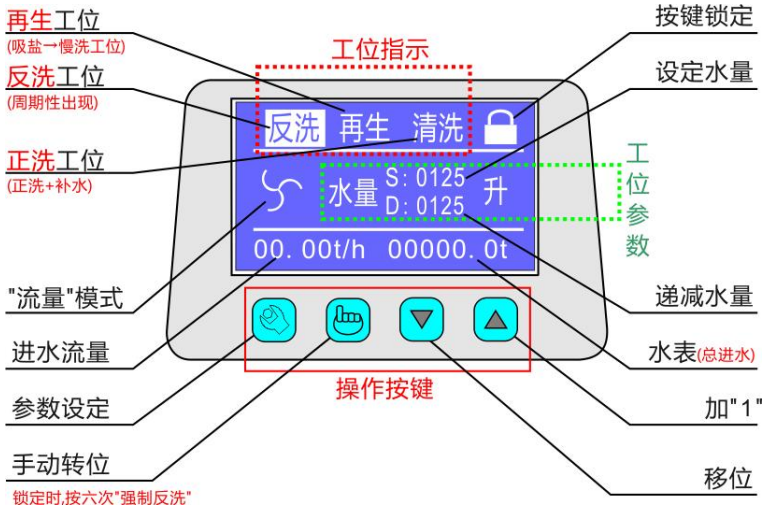 再生工位
(吸盐→慢洗工位)
反洗工位
(周期性出现)
正洗工位
(正洗+补水)
"流量"模式
进水流量
参数设定
手动转位
锁定时,按六次"强制反洗"
工位指示
反洗 再生 清洗
水量 S: 0125 升
D: 0125
00. 00t/h 00000. 0t
操作按键
按键锁定
设定水量
工位参数
递减水量
水表(总进水)
加"1"
移位